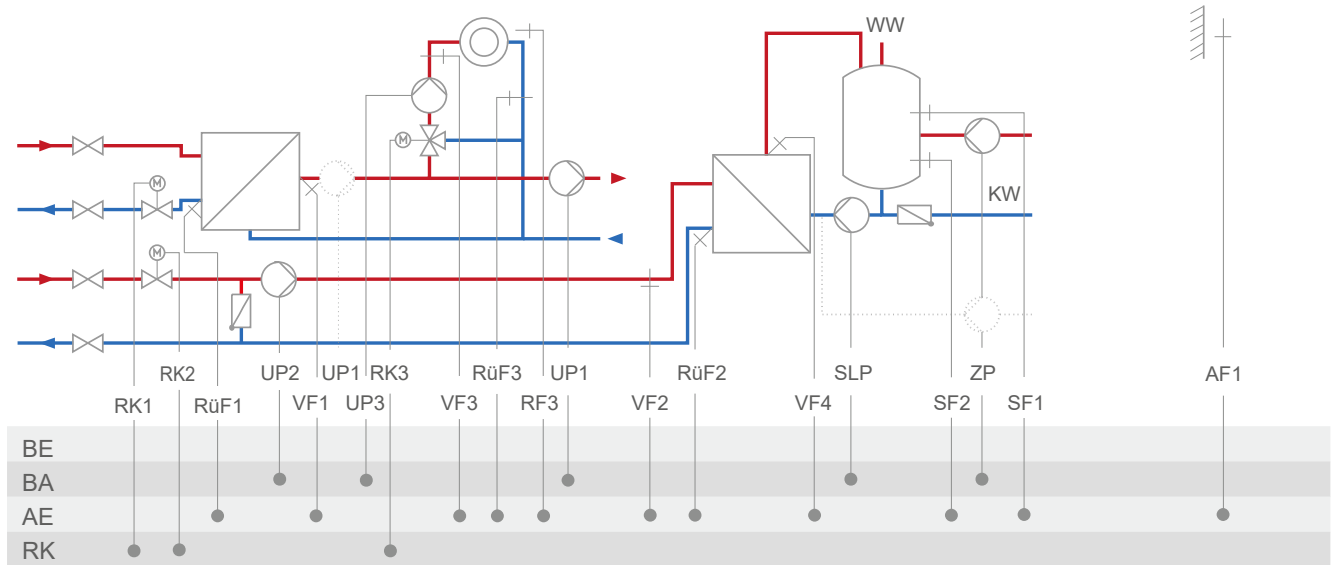 WW
M
M
KW
M
RK2 UP2 UP1 RK3 RüF3 UP1 RüF2 SLP ZP AF1
RK1 RüF1 VF1 UP3 VF3 RF3 VF2 VF4 SF2 SF1
BE
BA
AE
RK